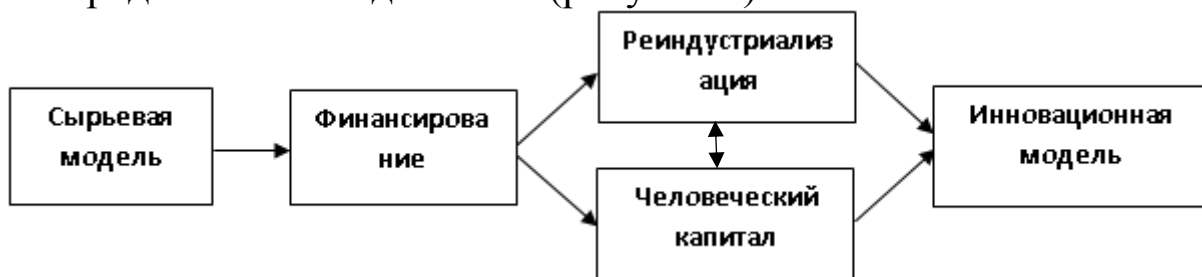 Сырьевая
модель
Финансирова
ние
Реиндустриализ
ация
Человеческий
капитал
Инновационная
модель